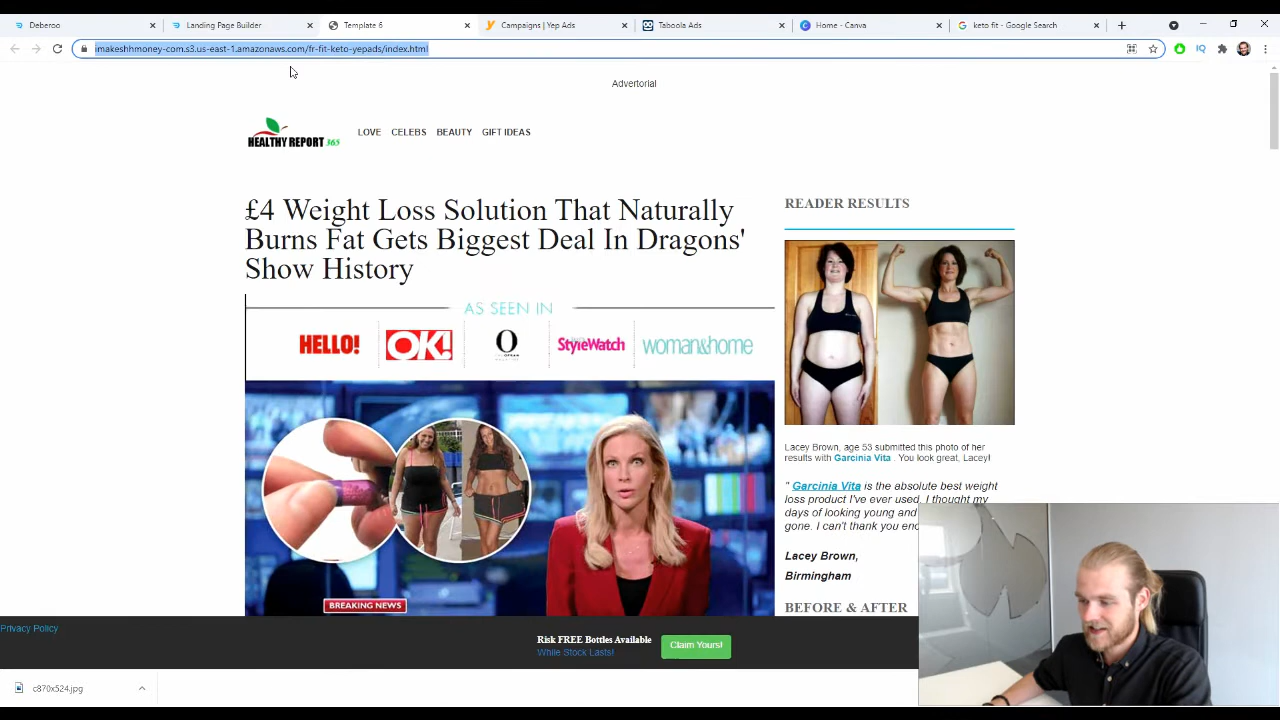 Deberoo
Landing Page Builder
Template 6
Campaigns | Yep Ads
Taboola Ads
Home - Canva
keto fit - Google Search
imakeshhmoney-com.s3.us-east-1.amazonaws.com/fr-fit-keto-yepads/index.html
IQ
Advertorial
HEALTHY REPORT 365
LOVE CELEBS BEAUTY GIFT IDEAS
£4 Weight Loss Solution That Naturally
Burns Fat Gets Biggest Deal In Dragons'
Show History
AS SEEN IN
HELLO! OK! O StyleWatch woman&home
BREAKING NEWS
READER RESULTS
Lacey Brown, age 53 submitted this photo of her
results with Garcinia Vita . You look great, Lacey!
" Garcinia Vita is the absolute best weight
loss product I've ever used. I thought my
days of looking young and
gone. I can't thank you
Lacey Brown,
Birmingham
BEFORE & AFTER
Privacy Policy
Risk FREE Bottles Available
While Stock Lasts!
Claim Yours!
c870x524.jpg